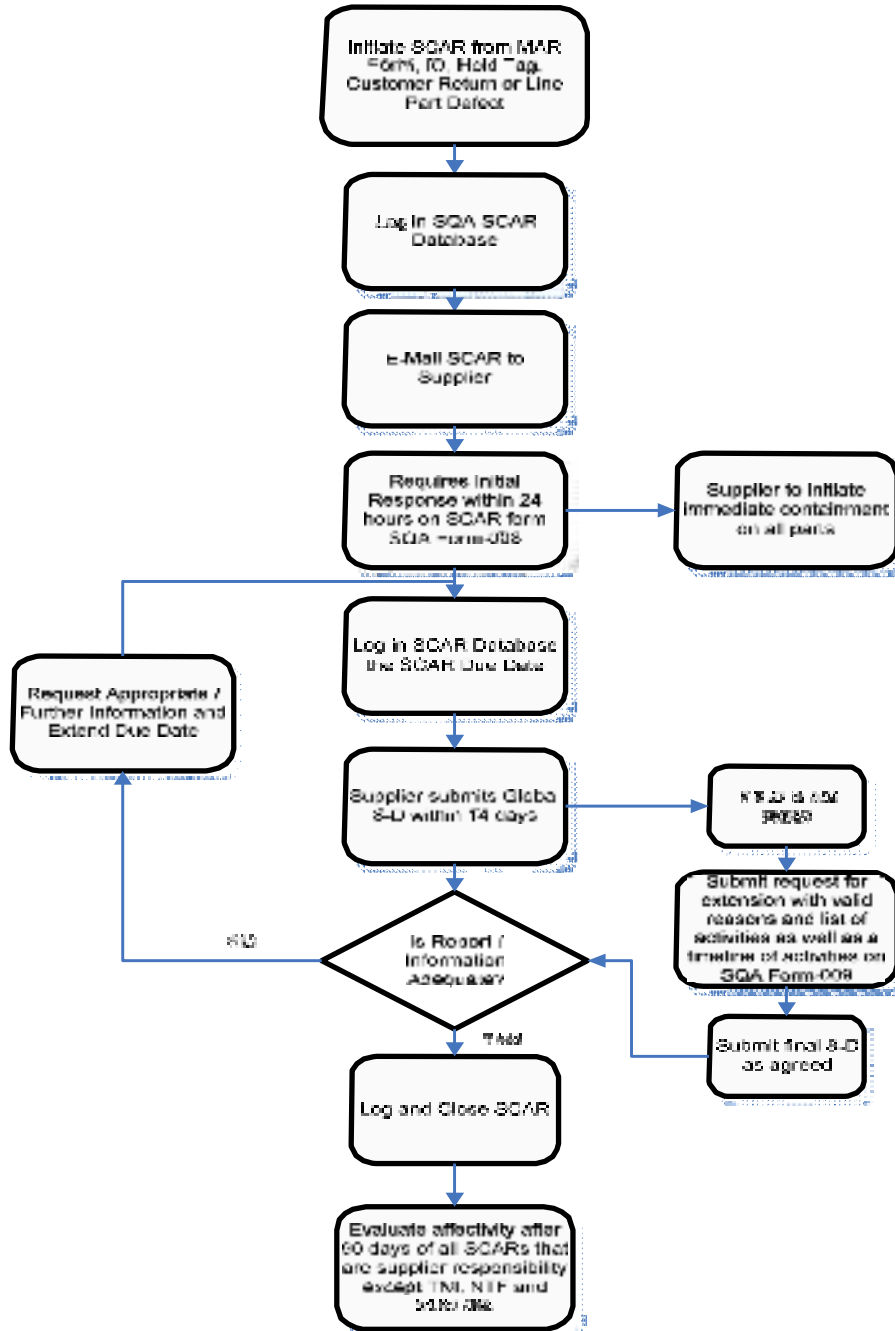 Initiate SCAR from MAR
Form, IQ, Hold Tag,
Customer Return or Line
Part Defect
Log in SQA SCAR
Database
E-Mail SCAR to
Supplier
Requires Initial
Response within 24
hours on SCAR form
SQA Form-008
Supplier to Initiate
immediate containment
on all parts
Log in SCAR Database
the SCAR Due Date
Request Appropriate /
Further Information and
Extend Due Date
Supplier submits Global
8-D within 14 days
Submit request for
extension with valid
reasons and list of
activities as well as a
timeline of activities on
SQA Form-009
Is Report /
Information
Adequate?
Submit final 8-D
as agreed
Log and Close SCAR
Evaluate affectivity after
90 days of all SCARs that
are supplier responsibility
except TMI, NTF and